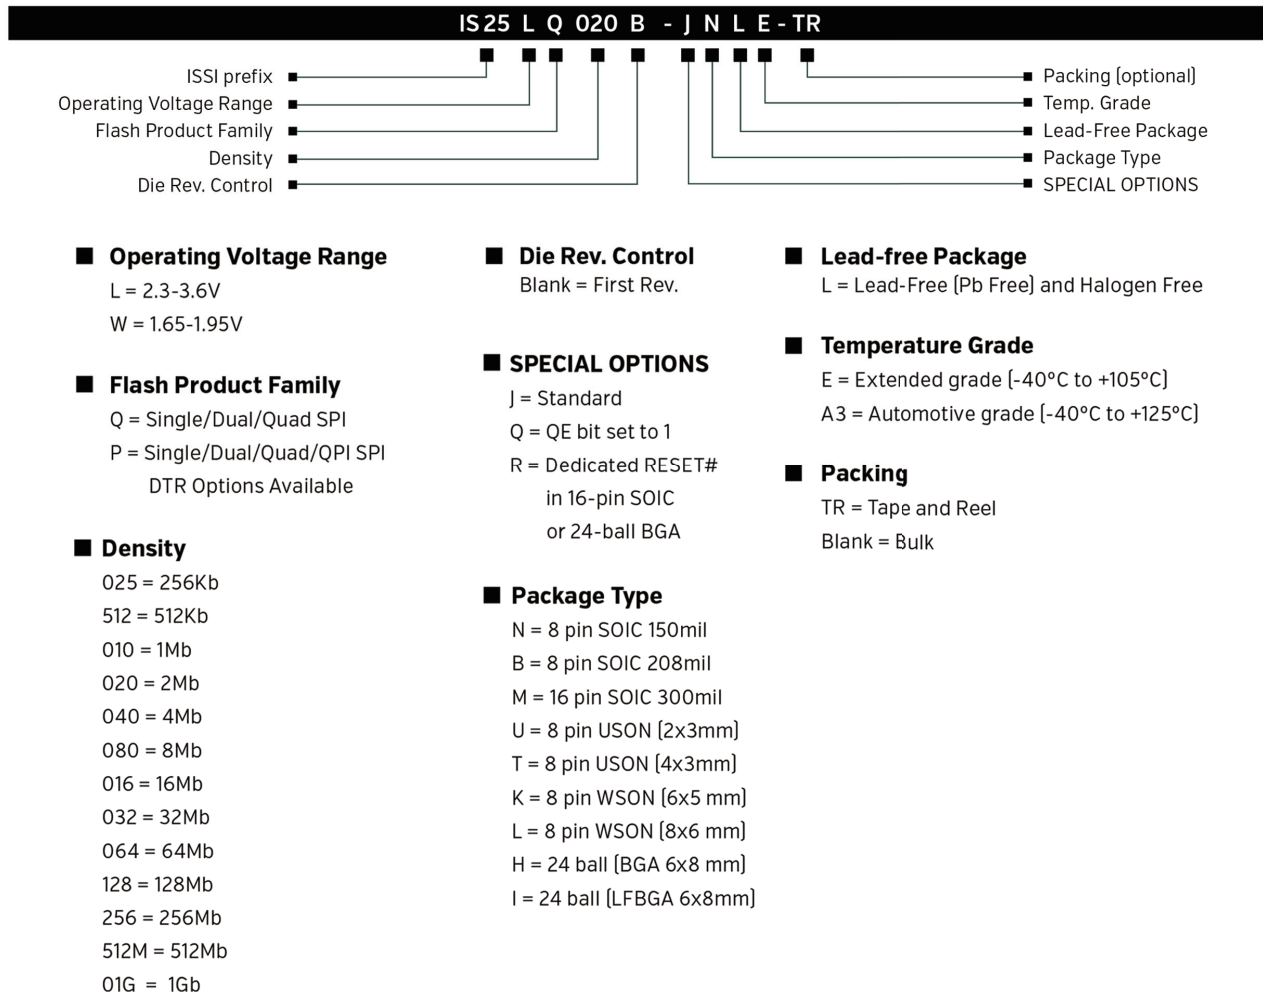 IS25 L Q 020 B - J N L E - TR
ISSI prefix
Operating Voltage Range
Flash Product Family
Density
Die Rev. Control
Packing (optional)
Temp. Grade
Lead-Free Package
Package Type
SPECIAL OPTIONS
Operating Voltage Range
L = 2.3-3.6V
W = 1.65-1.95V
Flash Product Family
Q = Single/Dual/Quad SPI
P = Single/Dual/Quad/QPI SPI
DTR Options Available
Density
025 = 256Kb
512 = 512Kb
010 = 1Mb
020 = 2Mb
040 = 4Mb
080 = 8Mb
016 = 16Mb
032 = 32Mb
064 = 64Mb
128 = 128Mb
256 = 256Mb
512M = 512Mb
01G = 1Gb
Die Rev. Control
Blank = First Rev.
SPECIAL OPTIONS
J = Standard
Q = QE bit set to 1
R = Dedicated RESET#
in 16-pin SOIC
or 24-ball BGA
Package Type
N = 8 pin SOIC 150mil
B = 8 pin SOIC 208mil
M = 16 pin SOIC 300mil
U = 8 pin USON (2x3mm)
T = 8 pin USON (4x3mm)
K = 8 pin WSON (6x5 mm)
L = 8 pin WSON (8x6 mm)
H = 24 ball (BGA 6x8 mm)
I = 24 ball (LFBGA 6x8mm)
Lead-free Package
L = Lead-Free (Pb Free) and Halogen Free
Temperature Grade
E = Extended grade (-40°C to +105°C)
A3 = Automotive grade (-40°C to +125°C)
Packing
TR = Tape and Reel
Blank = Bulk